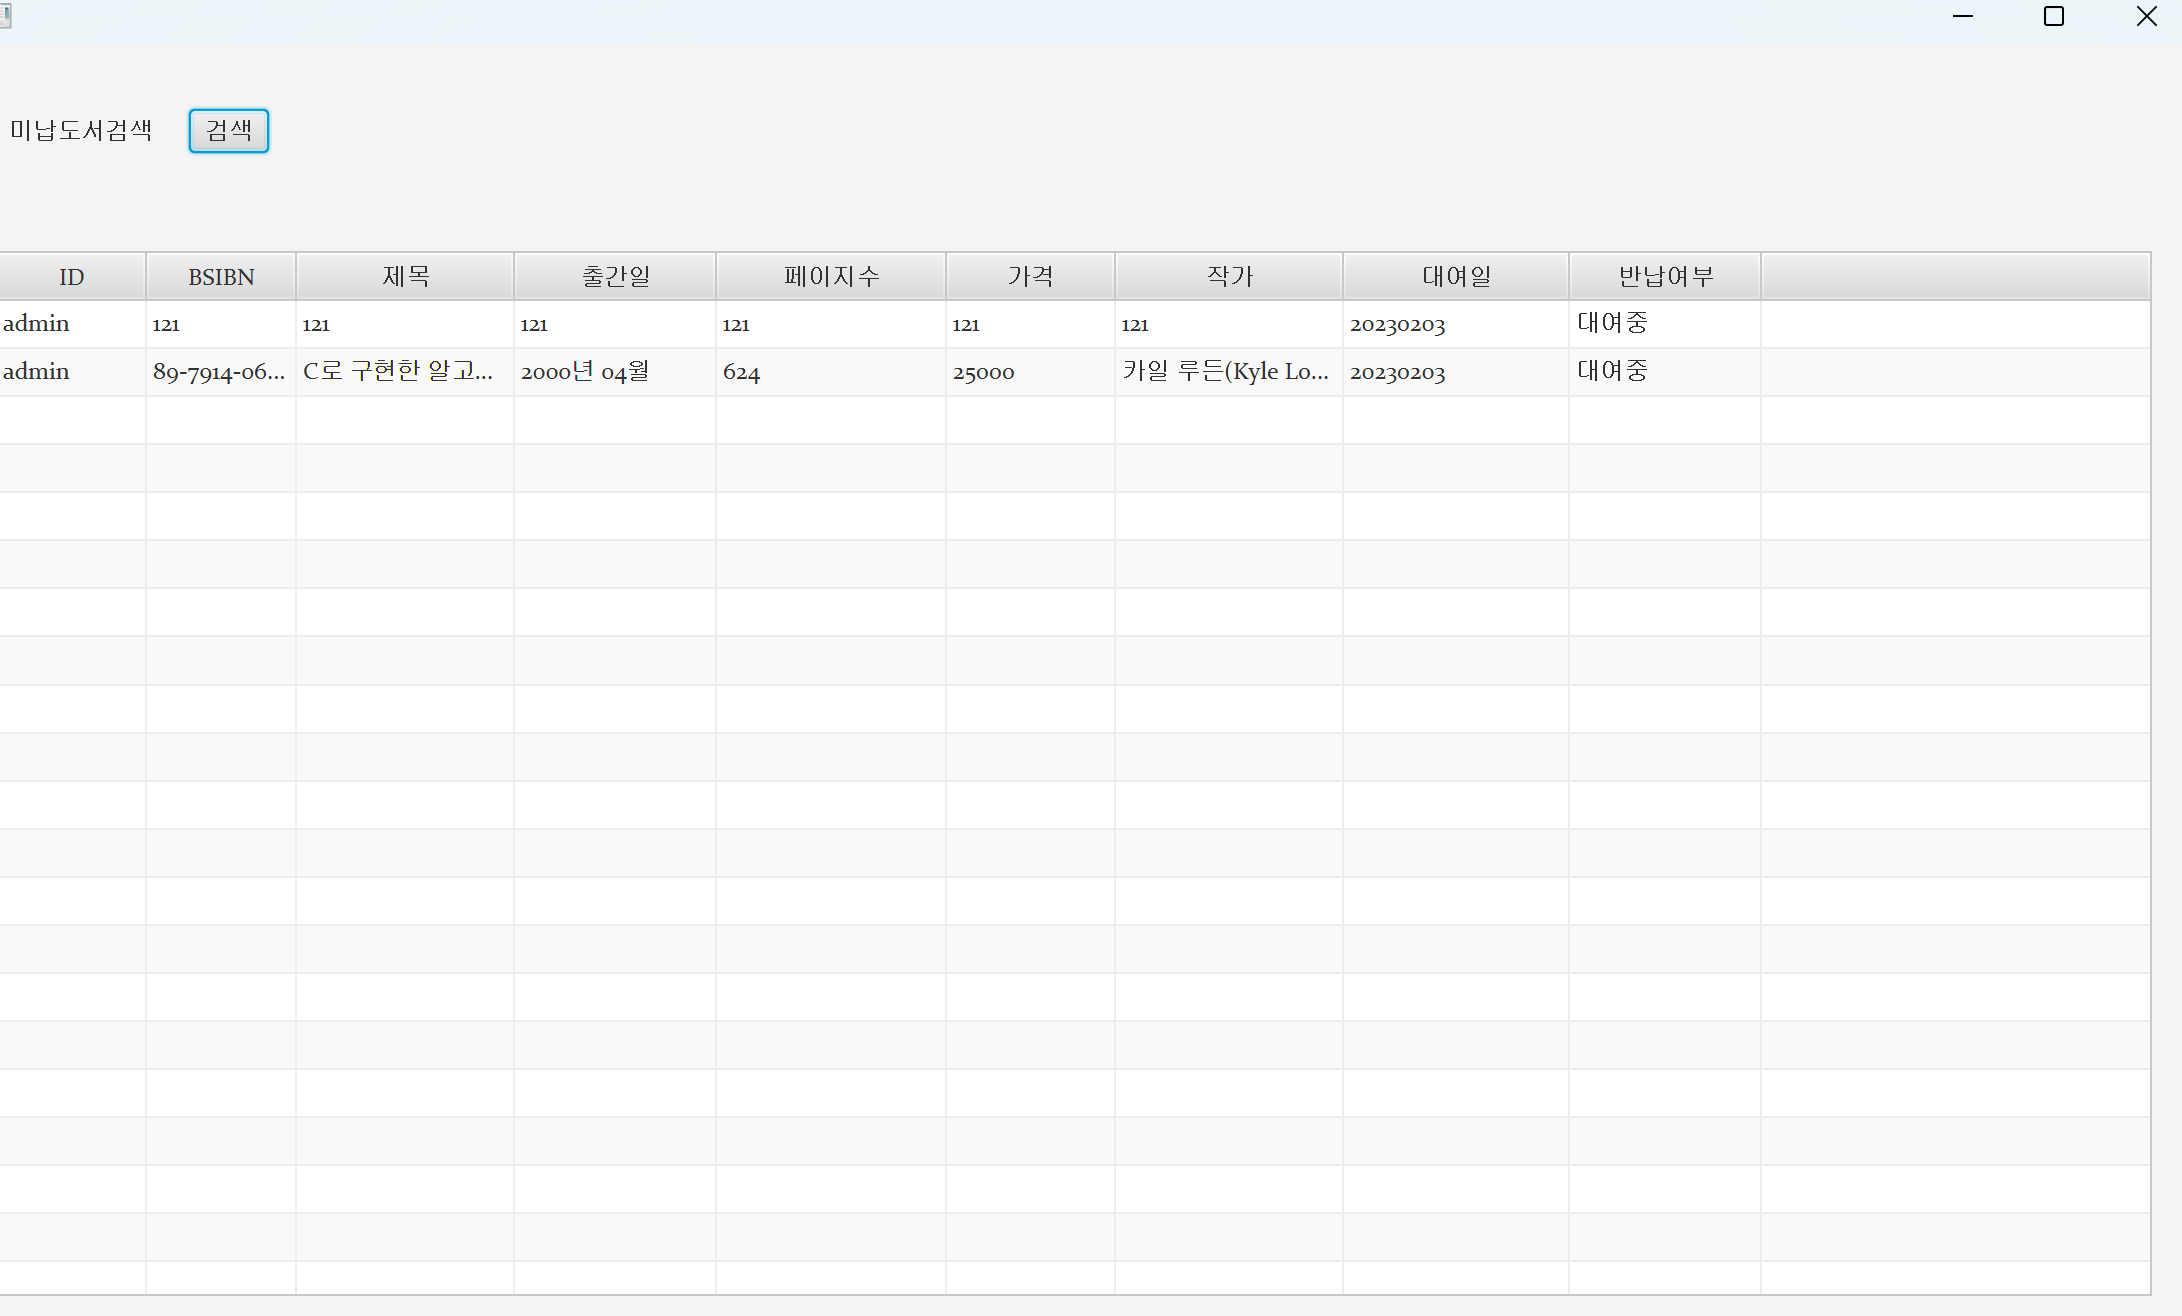 미납도서검색 검색
ID BSIBN 제목 출간일 페이지수 가격 작가 대여일 반납여부
admin 121 121 121 121 121 121 20230203 대여중
admin 89-7914-06... C로 구현한 알고... 2000년 04월 624 25000 카일 루든(Kyle Lo... 20230203 대여중